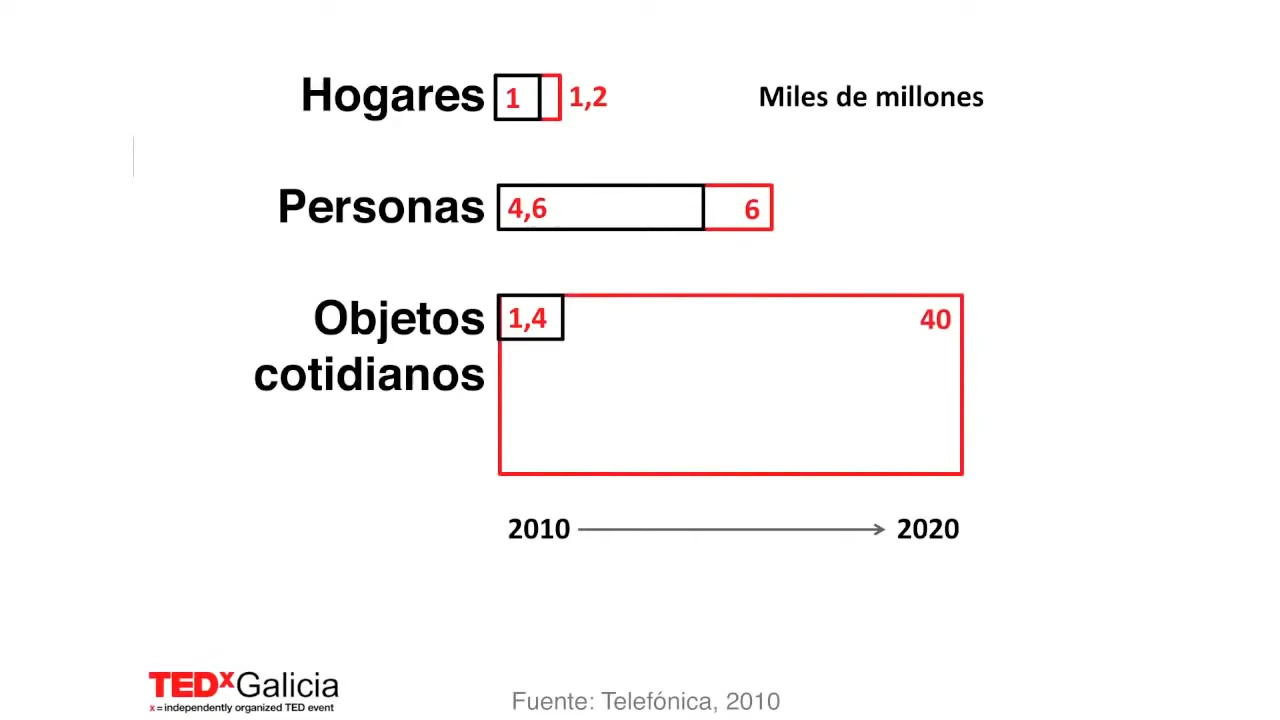 Hogares 1 1,2 Miles de millones
Personas 4,6 6
Objetos 1,4 40
cotidianos
2010 2020
TEDxGalicia
x = independently organized TED event
Fuente: Telefónica, 2010